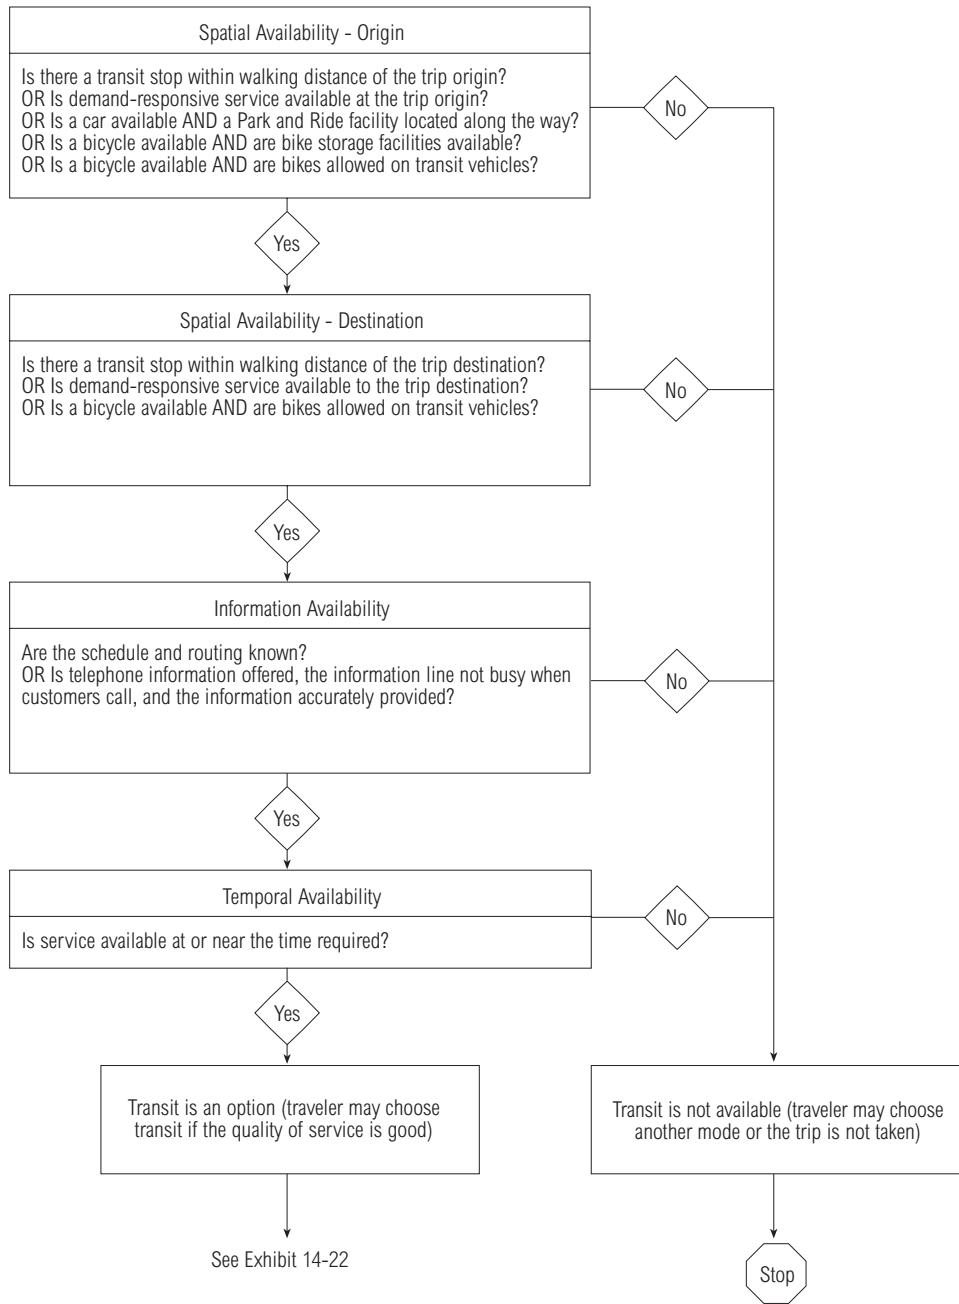 Spatial Availability - Origin
Is there a transit stop within walking distance of the trip origin?
OR Is demand-responsive service available at the trip origin?
OR Is a car available AND a Park and Ride facility located along the way?
OR Is a bicycle available AND are bike storage facilities available?
OR Is a bicycle available AND are bikes allowed on transit vehicles?
No
Yes
Spatial Availability - Destination
Is there a transit stop within walking distance of the trip destination?
OR Is demand-responsive service available to the trip destination?
OR Is a bicycle available AND are bikes allowed on transit vehicles?
No
Yes
Information Availability
Are the schedule and routing known?
OR Is telephone information offered, the information line not busy when
customers call, and the information accurately provided?
No
Yes
Temporal Availability
Is service available at or near the time required?
No
Yes
Transit is an option (traveler may choose
transit if the quality of service is good)
Transit is not available (traveler may choose
another mode or the trip is not taken)
See Exhibit 14-22
Stop